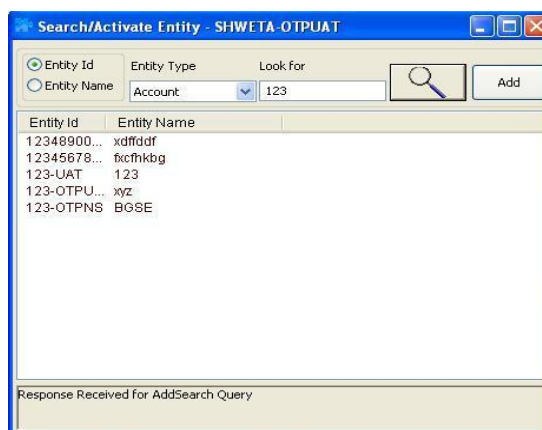 Search/Activate Entity - SHWETA-OTPUAT
Entity Id
Entity Name
Entity Type
Account
Look for
123
Add
Entity Id Entity Name
12348900... xdffddf
12345678... fxcfhkbg
123-UAT 123
123-OTPU... xyz
123-OTPNS BGSE
Response Received for AddSearch Query